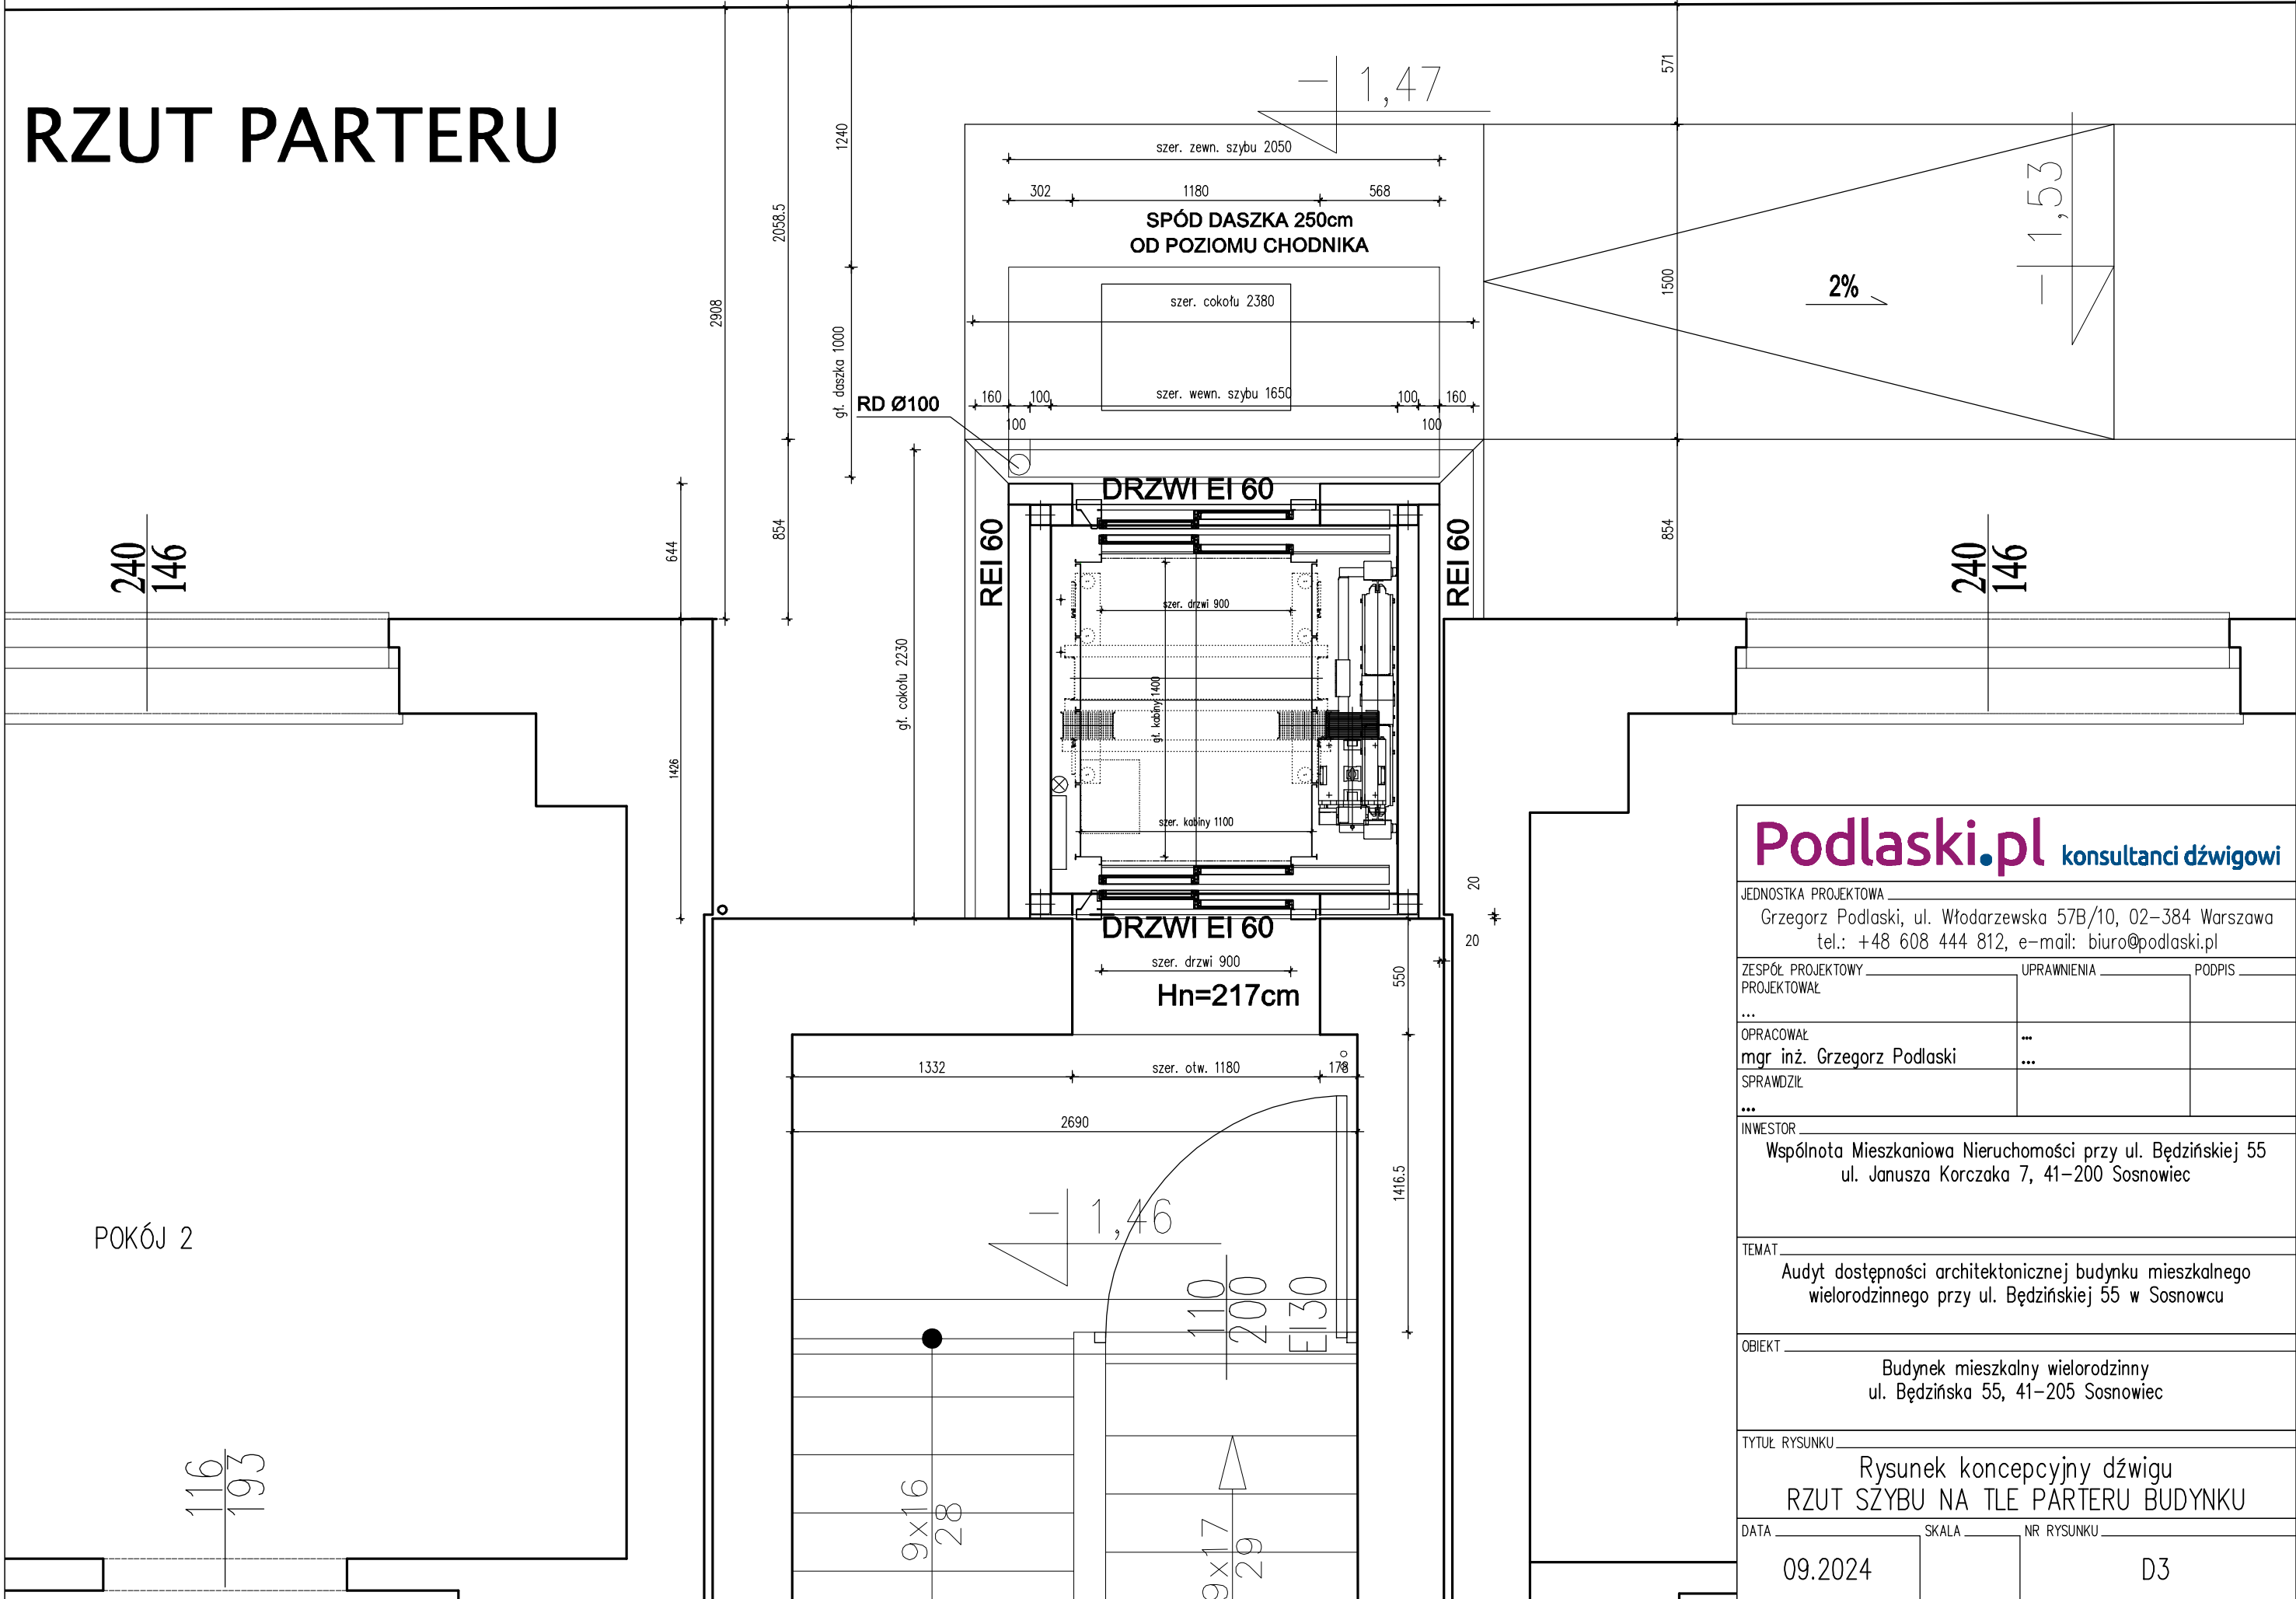 RZUT PARTERU
1240
2058.5
2908
571
– 1,47
szer. zewn. szybu 2050
302
1180
568
SPÓD DASZKA 250cm
OD POZIOMU CHODNIKA
– 1,53
1500
2%
szer. cokołu 2380
gł. daszka 1000
160
100
szer. wewn. szybu 1650
100
160
RD Ø100
100
100
DRZWI EI 60
REI 60
REI 60
644
854
854
240
146
240
146
szer. drzwi 900
gł. cokołu 2230
gł. kabiny 1400
1426
szer. kabiny 1100
20
20
DRZWI EI 60
szer. drzwi 900
Hn=217cm
550
1332
szer. otw. 1180
178
2690
1416.5
– 1,46
110
200
EI30
POKÓJ 2
116
193
9x16
28
9x17
29
Podlaski.pl konsultanci dźwigowi
JEDNOSTKA PROJEKTOWA
Grzegorz Podlaski, ul. Włodarzewska 57B/10, 02-384 Warszawa
tel.: +48 608 444 812, e-mail: biuro@podlaski.pl
ZESPÓŁ PROJEKTOWY
UPRAWNIENIA
PODPIS
PROJEKTOWAŁ
...
OPRACOWAŁ
...
mgr inż. Grzegorz Podlaski
...
SPRAWDZIŁ
...
INWESTOR
Wspólnota Mieszkaniowa Nieruchomości przy ul. Będzińskiej 55
ul. Janusza Korczaka 7, 41-200 Sosnowiec
TEMAT
Audyt dostępności architektonicznej budynku mieszkalnego
wielorodzinnego przy ul. Będzińskiej 55 w Sosnowcu
OBIEKT
Budynek mieszkalny wielorodzinny
ul. Będzińska 55, 41-205 Sosnowiec
TYTUŁ RYSUNKU
Rysunek koncepcyjny dźwigu
RZUT SZYBU NA TLE PARTERU BUDYNKU
DATA
SKALA
NR RYSUNKU
09.2024
D3